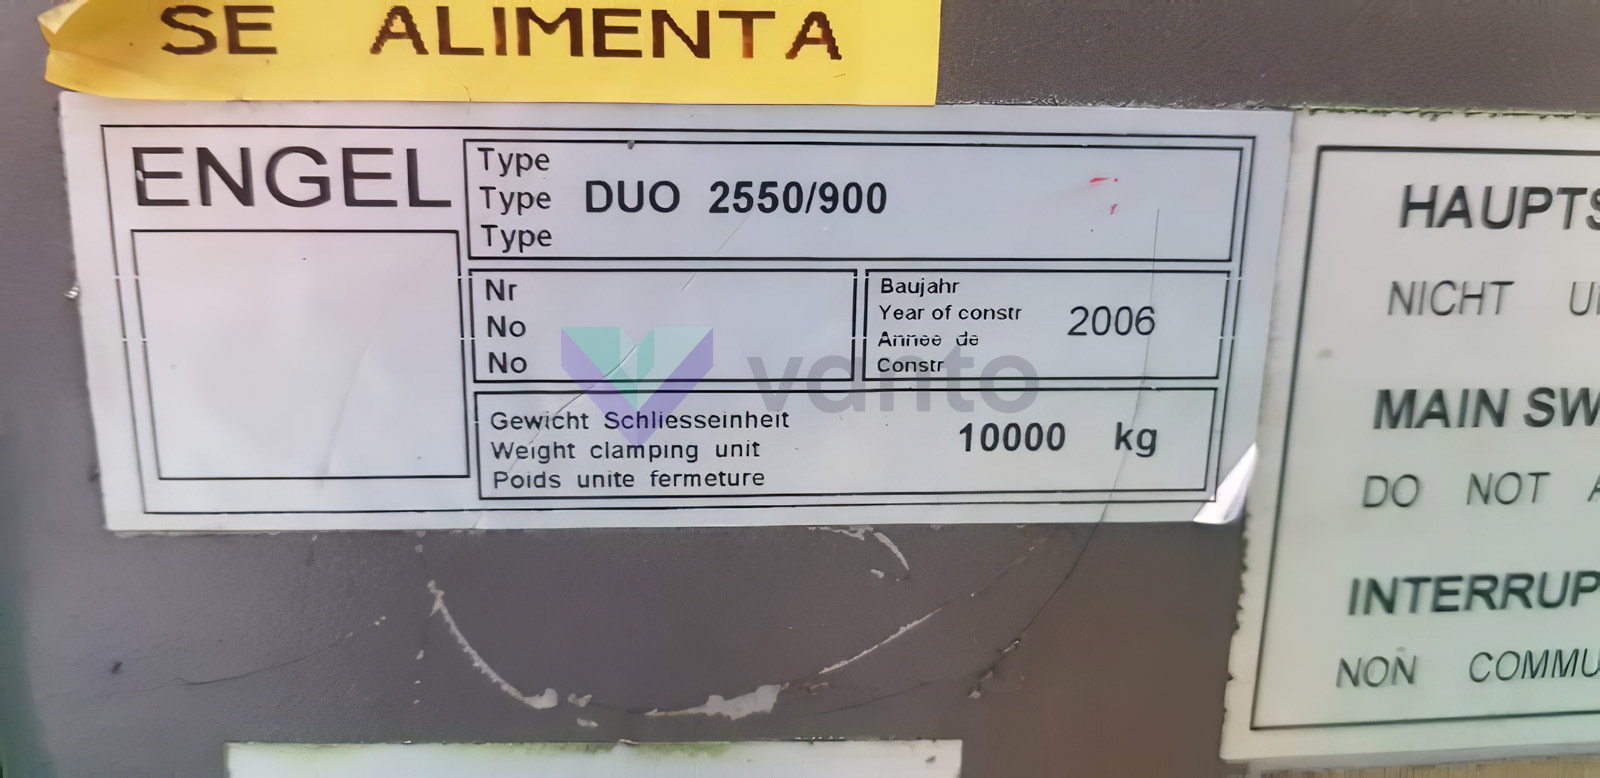 SE ALIMENTA
ENGEL
Type
Type DUO 2550/900
Type
Nr
No
No
Baujahr
Year of constr 2006
Année de
Constr
vanto
Gewicht Schliesseinheit
Weight clamping unit 10000 kg
Poids unite fermeture
HAUPTS
NICHT U
MAIN SW
DO NOT A
INTERRUP
NON COMMU